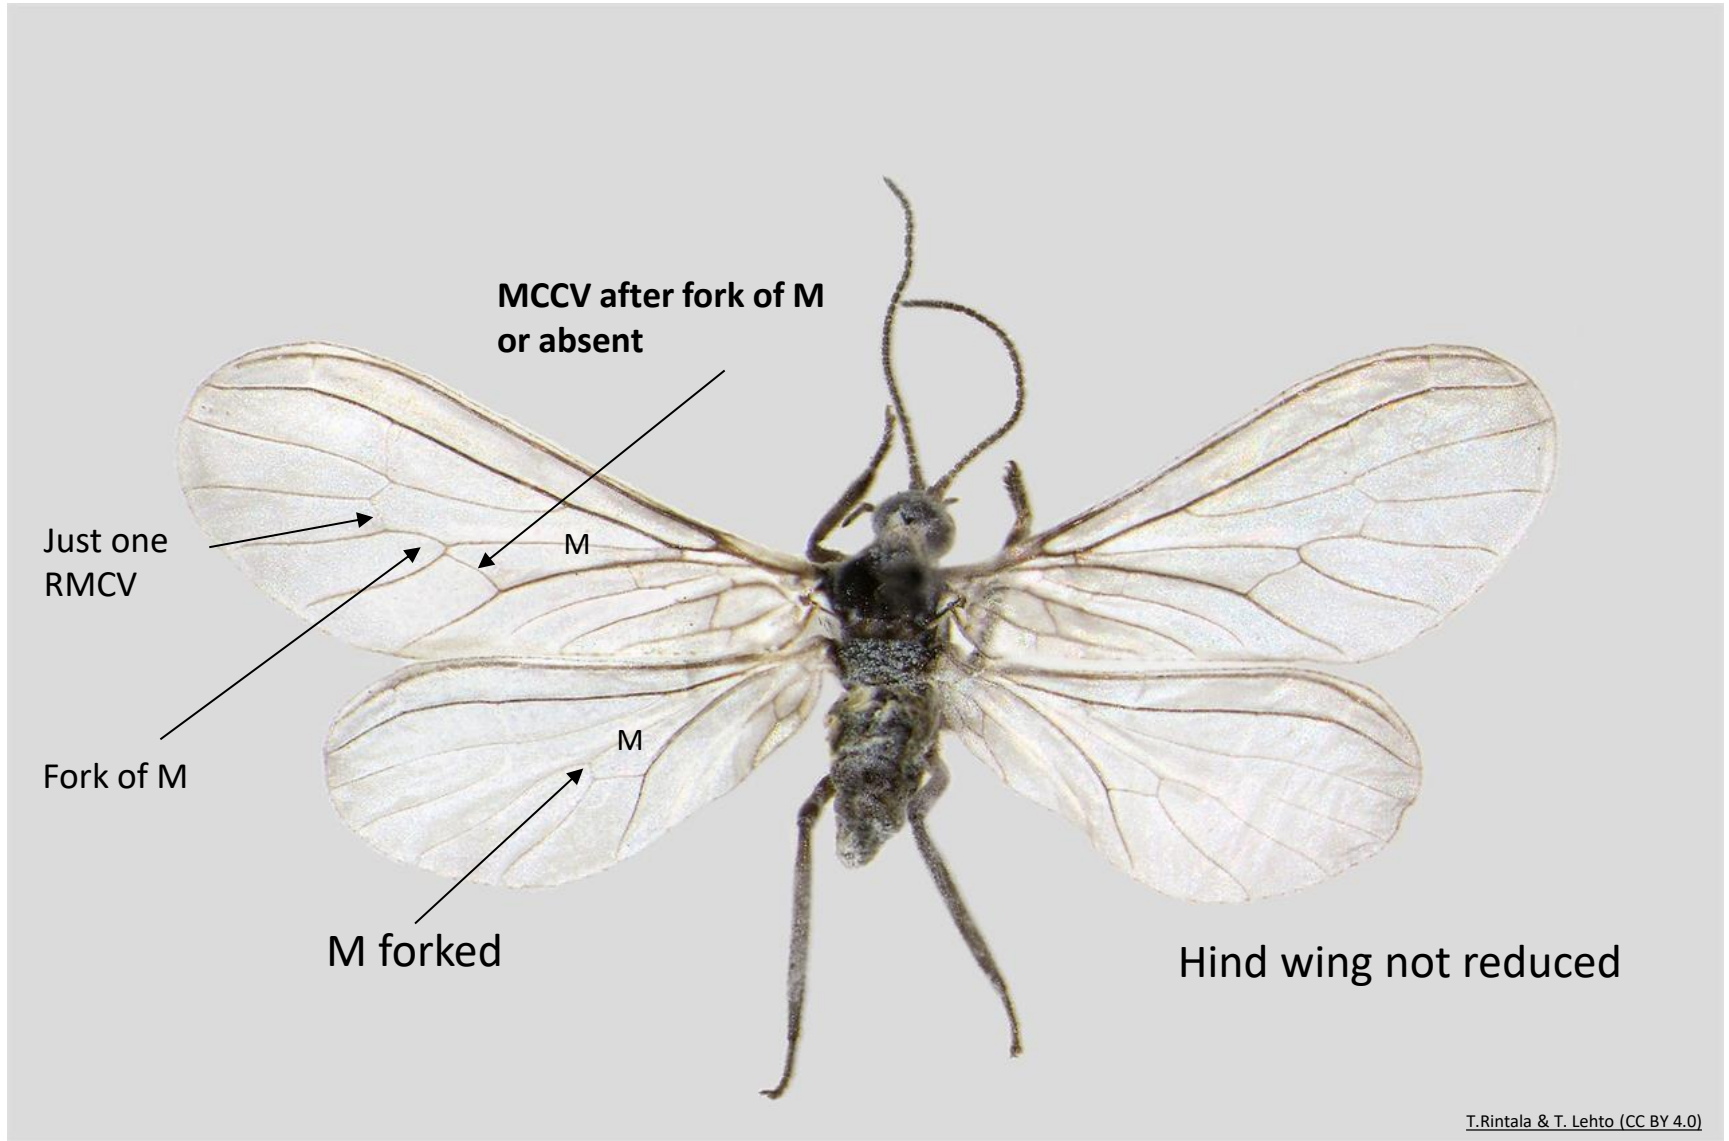 MCCV after fork of M
or absent
Just one
RMCV
M
Fork of M
M
M forked
Hind wing not reduced
T.Rintala & T. Lehto (CC BY 4.0)